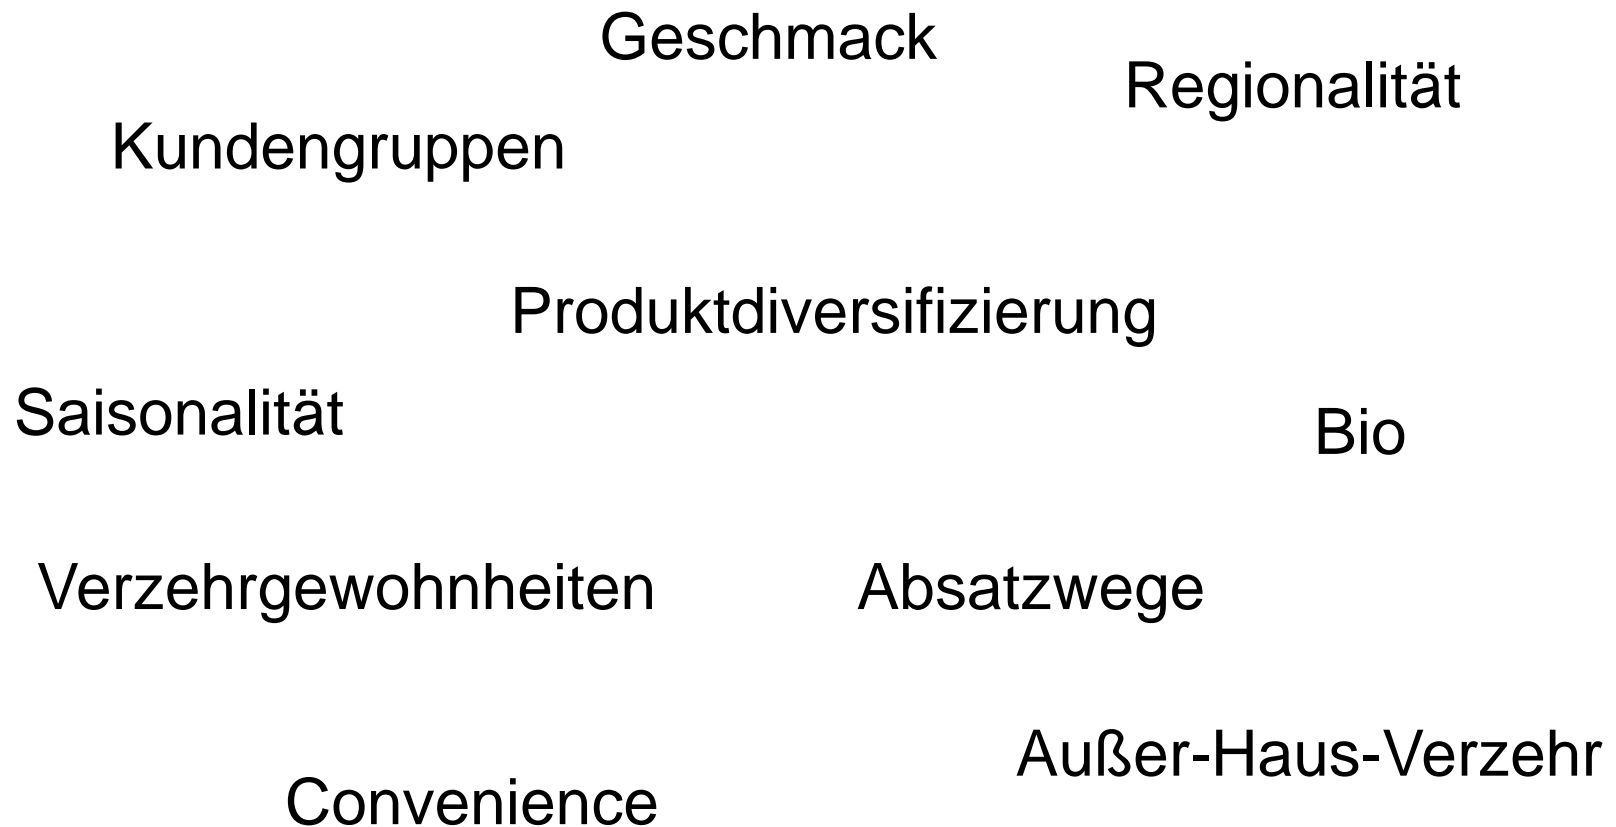 Geschmack
Regionalität
Kundengruppen
Produktdiversifizierung
Saisonalität
Bio
Verzehrgewohnheiten
Absatzwege
Außer-Haus-Verzehr
Convenience